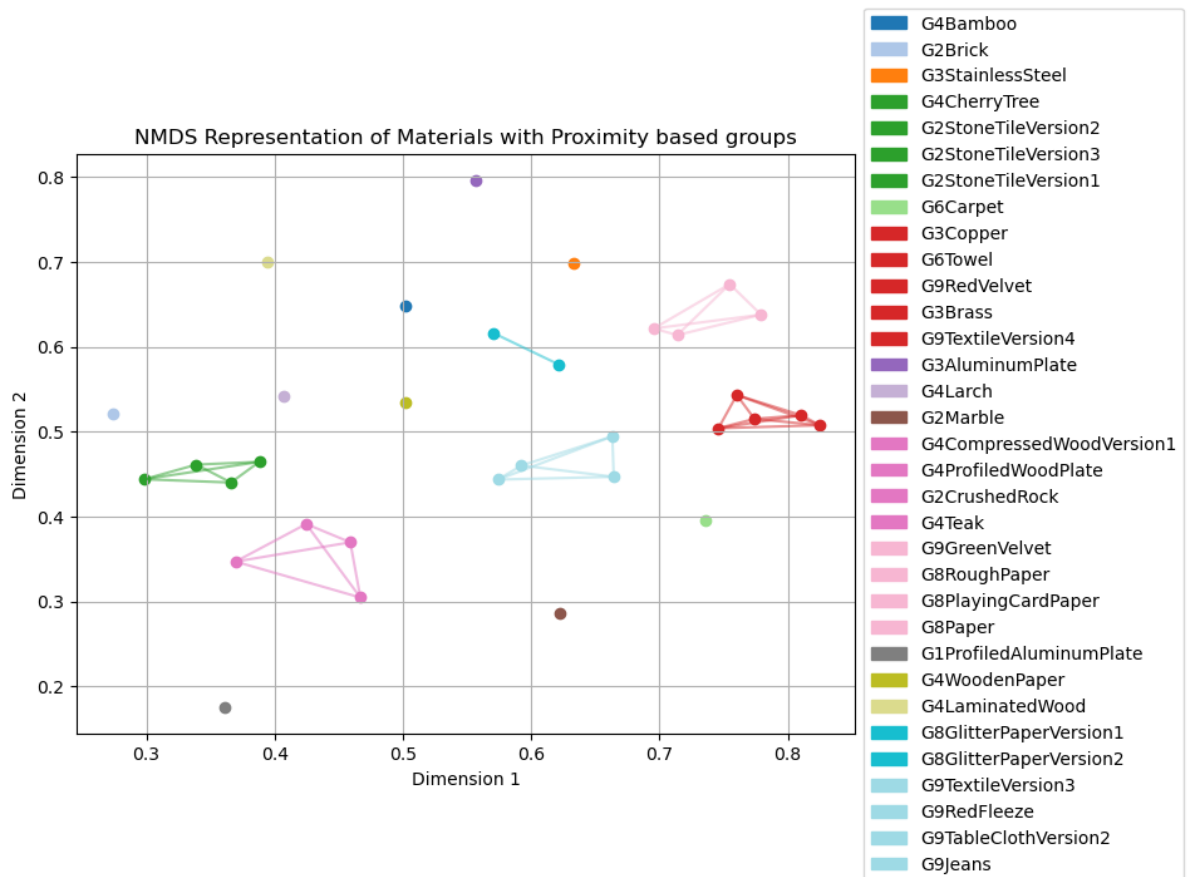 NMDS Representation of Materials with Proximity based groups
0.8
0.7
0.6
0.5
0.4
0.3
0.2
Dimension 2
0.3 0.4 0.5 0.6 0.7 0.8
Dimension 1
G4Bamboo
G2Brick
G3StainlessSteel
G4CherryTree
G2StoneTileVersion2
G2StoneTileVersion3
G2StoneTileVersion1
G6Carpet
G3Copper
G6Towel
G9RedVelvet
G3Brass
G9TextileVersion4
G3AluminumPlate
G4Larch
G2Marble
G4CompressedWoodVersion1
G4ProfiledWoodPlate
G2CrushedRock
G4Teak
G9GreenVelvet
G8RoughPaper
G8PlayingCardPaper
G8Paper
G1ProfiledAluminumPlate
G4WoodenPaper
G4LaminatedWood
G8GlitterPaperVersion1
G8GlitterPaperVersion2
G9TextileVersion3
G9RedFleeze
G9TableClothVersion2
G9Jeans